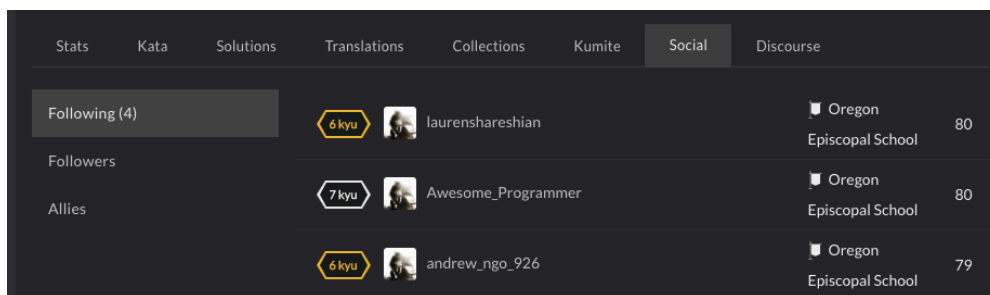 Stats Kata Solutions Translations Collections Kumite Social Discourse
Following (4)
Followers
Allies
6 kyu laurenshareshian Oregon
Episcopal School 80
7 kyu Awesome_Programmer Oregon
Episcopal School 80
6 kyu andrew_ngo_926 Oregon
Episcopal School 79